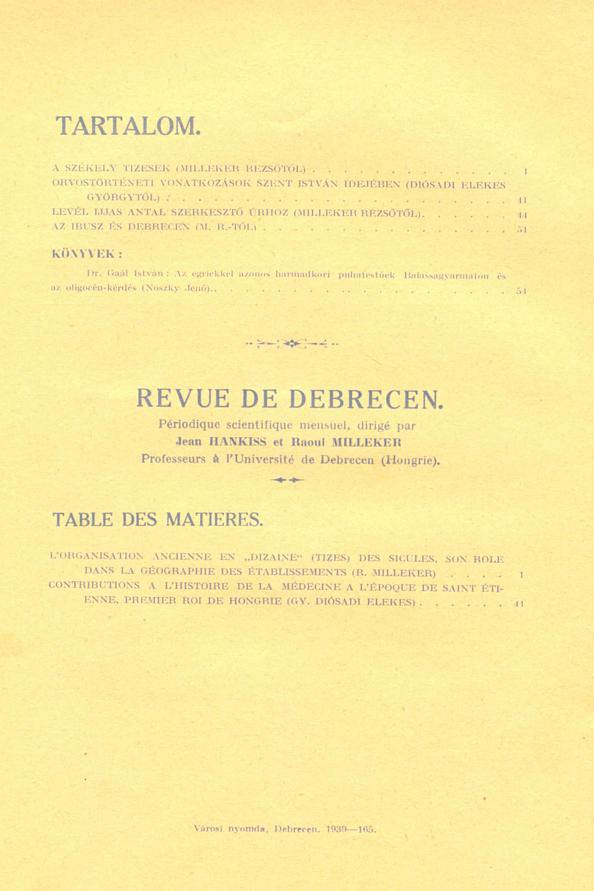 TARTALOM.
A SZÉKELY TIZESEK (MILLEKER REZSŐTŐL) . . . . . . . . . . . . . 1
ORVOSTÖRTÉNETI VONATKOZÁSOK SZENT ISTVÁN IDEJÉBEN (DIÓSADI ELEKES
GYÖRGYTŐL) . . . . . . . . . . . . . . . . . . . . . 41
LEVÉL IJJAS ANTAL SZERKESZTŐ ÚRHOZ (MILLEKER REZSŐTŐL). . . . . . 44
AZ IBUSZ ÉS DEBRECEN (M. R.-TŐL) . . . . . . . . . . . . . . . 51
KÖNYVEK :
Dr. Gaál István : Az egriekkel azonos harmadkori puhatestűek Balassagyarmaton és
az oligocén-kérdés (Noszky Jenő). . . . . . . . . . . . . . . . . . 54
REVUE DE DEBRECEN.
Périodique scientifique mensuel, dirigé par
Jean HANKISS et Raoul MILLEKER
Professeurs à l'Université de Debrecen (Hongrie).
TABLE DES MATIERES.
L'ORGANISATION ANCIENNE EN „DIZAINE“ (TIZES) DES SICULES, SON ROLE
DANS LA GÉOGRAPHIE DES ÉTABLISSEMENTS (R. MILLEKER) . . . . 1
CONTRIBUTIONS A L'HISTOIRE DE LA MÉDECINE A L'ÉPOQUE DE SAINT ÉTI-
ENNE, PREMIER ROI DE HONGRIE (GY. DIÓSADI ELEKES) . . . . . . 41
Városi nyomda, Debrecen. 1939—165.